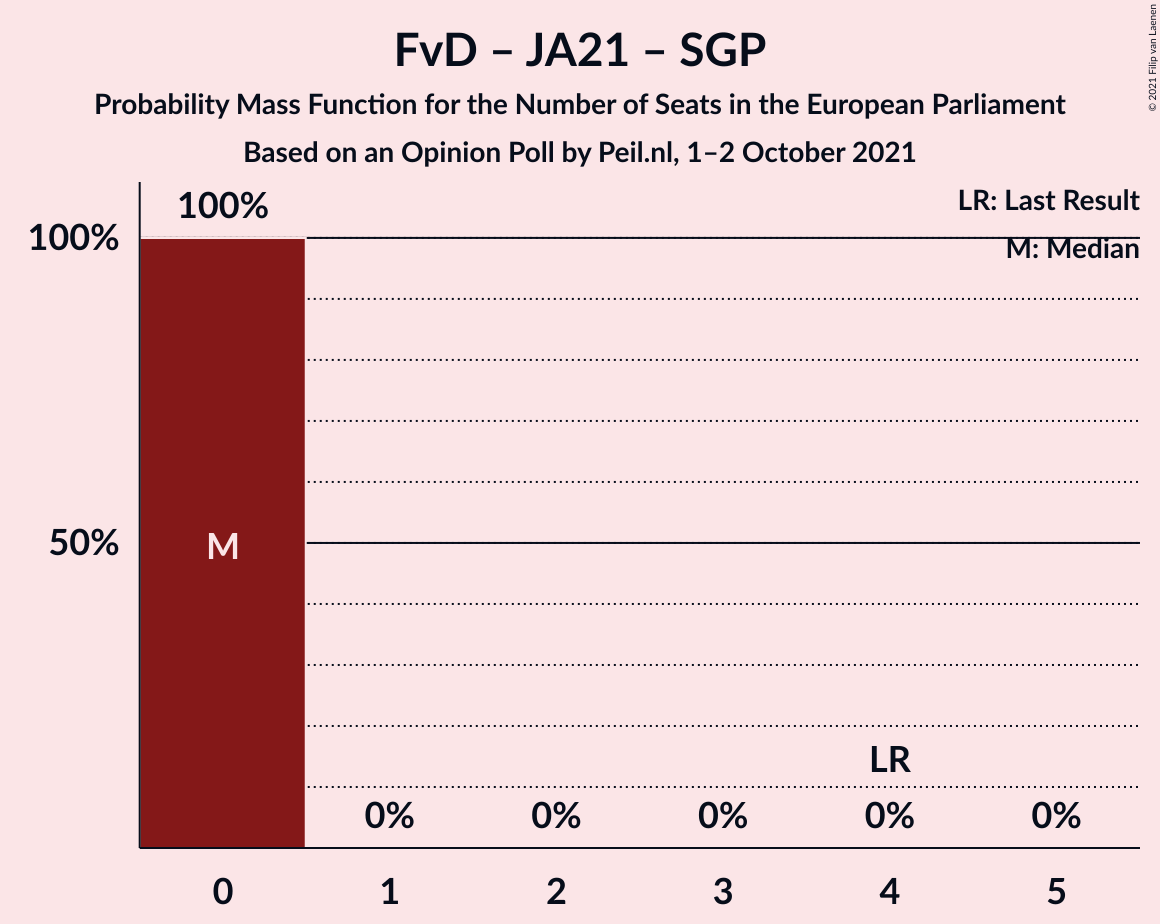 FvD – JA21 – SGP
Probability Mass Function for the Number of Seats in the European Parliament
Based on an Opinion Poll by Peil.nl, 1–2 October 2021
© 2021 Filip van Laenen
LR: Last Result
M: Median
100%
100%
50%
M
LR
0%
0%
0%
0%
0%
0
1
2
3
4
5